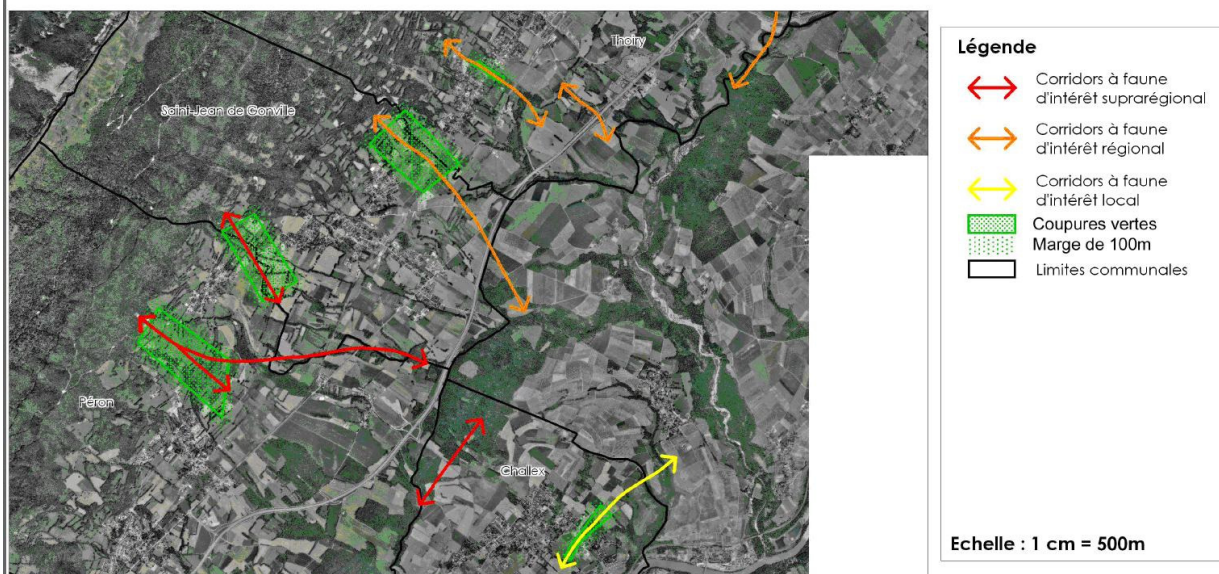 Thoiry
Saint-Jean de Gonville
Péron
Challex
Légende
Corridors à faune
d'intérêt suprarégional
Corridors à faune
d'intérêt régional
Corridors à faune
d'intérêt local
Coupures vertes
Marge de 100m
Limites communales
Echelle : 1 cm = 500m